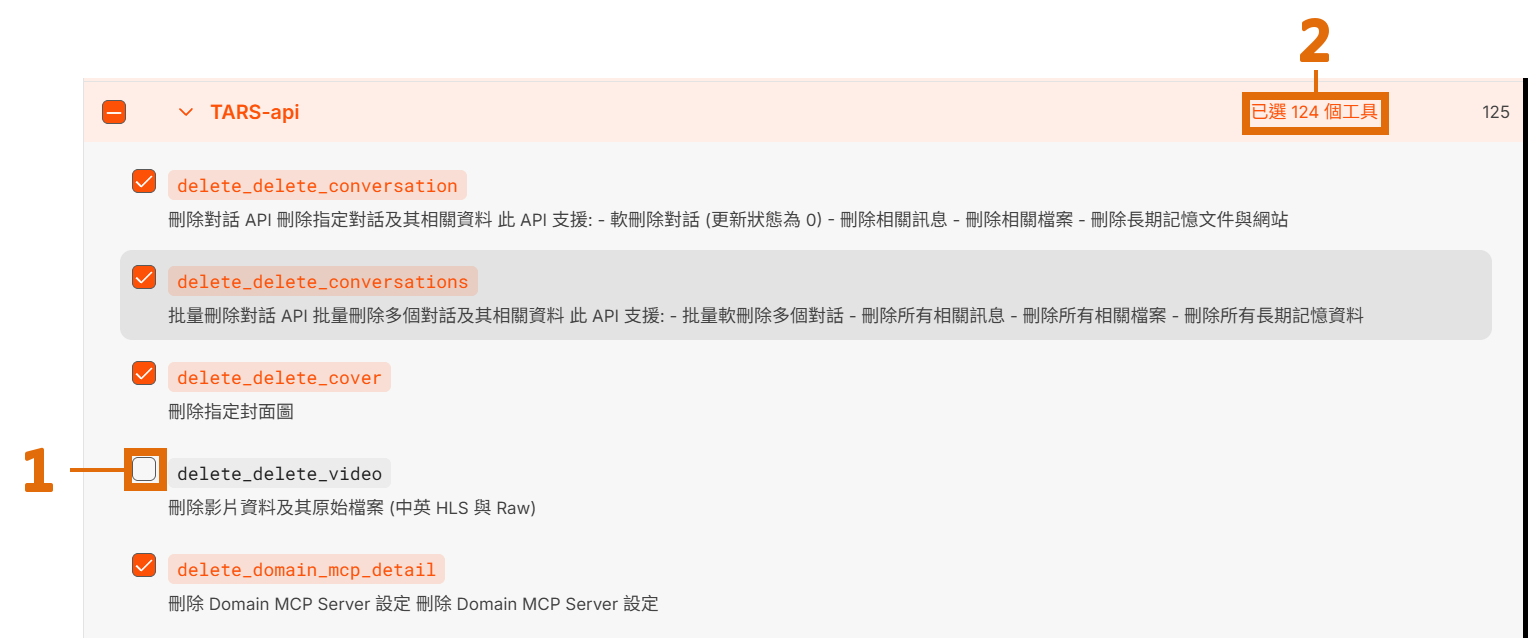 2
TARS-api 已選 124 個工具 125
delete_delete_conversation
刪除對話 API 刪除指定對話及其相關資料 此 API 支援: - 軟刪除對話 (更新狀態為 0) - 刪除相關訊息 - 刪除相關檔案 - 刪除長期記憶文件與網站
delete_delete_conversations
批量刪除對話 API 批量刪除多個對話及其相關資料 此 API 支援: - 批量軟刪除多個對話 - 刪除所有相關訊息 - 刪除所有相關檔案 - 刪除所有長期記憶資料
delete_delete_cover
刪除指定封面圖
1
delete_delete_video
刪除影片資料及其原始檔案 (中英 HLS 與 Raw)
delete_domain_mcp_detail
刪除 Domain MCP Server 設定 刪除 Domain MCP Server 設定